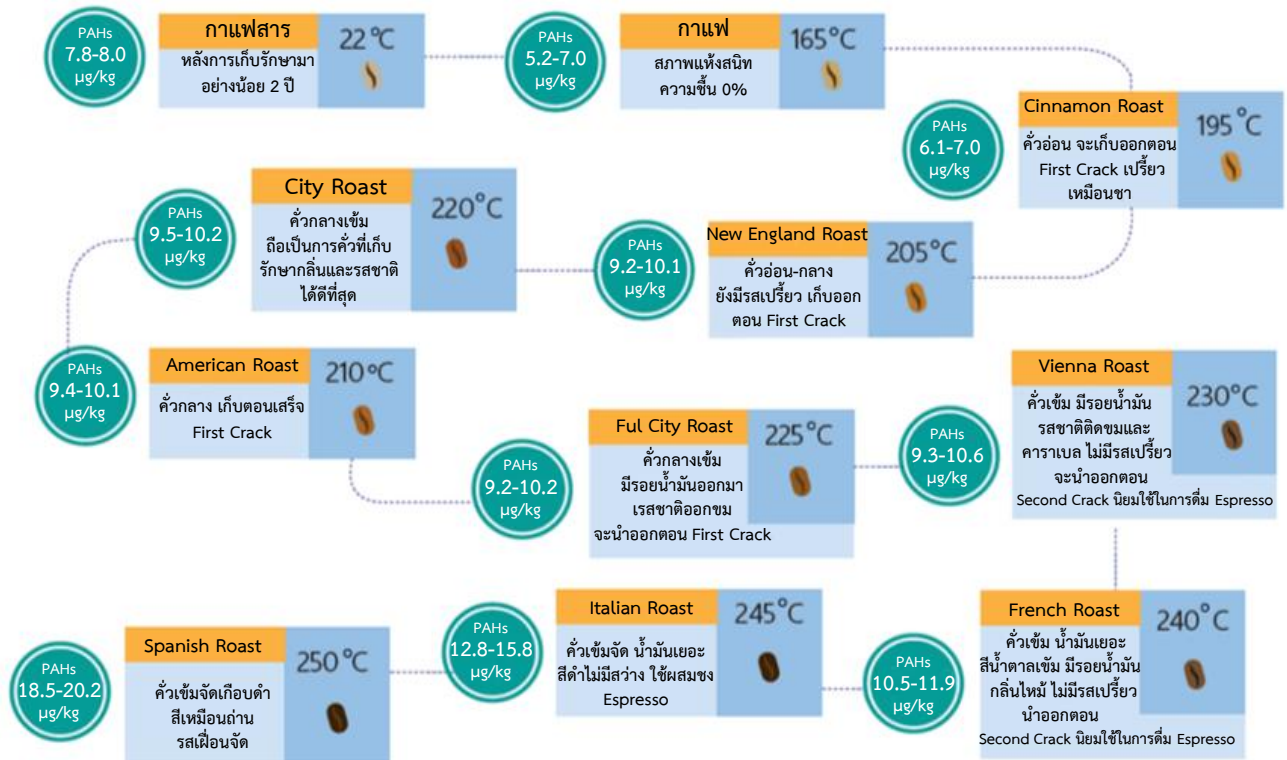 PAHs
7.8-8.0
µg/kg
กาแฟสาร
หลังการเก็บรักษามา
อย่างน้อย 2 ปี
22 °C
PAHs
5.2-7.0
µg/kg
กาแฟ
สภาพแห้งสนิท
ความชื้น 0%
165°C
PAHs
6.1-7.0
µg/kg
Cinnamon Roast
คั่วอ่อน จะเก็บออกตอน
First Crack เปรี้ยว
เหมือนชา
195 °C
PAHs
9.2-10.1
µg/kg
New England Roast
คั่วอ่อน-กลาง
ยังมีรสเปรี้ยว เก็บออก
ตอน First Crack
205°C
PAHs
9.5-10.2
µg/kg
City Roast
คั่วกลางเข้ม
ถือเป็นการคั่วที่เก็บ
รักษากลิ่นและรสชาติ
ได้ดีที่สุด
220°C
PAHs
9.4-10.1
µg/kg
American Roast
คั่วกลาง เก็บตอนเสร็จ
First Crack
210°C
PAHs
9.2-10.2
µg/kg
Ful City Roast
คั่วกลางเข้ม
มีรอยน้ำมันออกมา
เรสชาติออกขม
จะนำออกตอน First Crack
225°C
PAHs
9.3-10.6
µg/kg
Vienna Roast
คั่วเข้ม มีรอยน้ำมัน
รสชาติติดขมและ
คาราเบล ไม่มีรสเปรี้ยว
จะนำออกตอน
Second Crack นิยมใช้ในการดื่ม Espresso
230°C
PAHs
10.5-11.9
µg/kg
French Roast
คั่วเข้ม น้ำมันเยอะ
สีน้ำตาลเข้ม มีรอยน้ำมัน
กลิ่นไหม้ ไม่มีรสเปรี้ยว
นำออกตอน
Second Crack นิยมใช้ในการดื่ม Espresso
240°C
PAHs
12.8-15.8
µg/kg
Italian Roast
คั่วเข้มจัด น้ำมันเยอะ
สีดำไม่มีสว่าง ใช้ผสมชง
Espresso
245°C
PAHs
18.5-20.2
µg/kg
Spanish Roast
คั่วเข้มจัดเกือบดำ
สีเหมือนถ่าน
รสเฝื่อนจัด
250°C